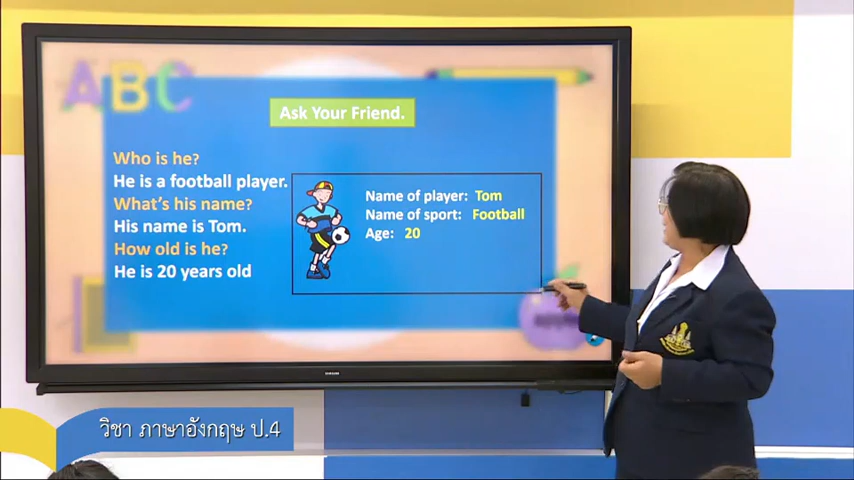 ABC
Ask Your Friend.
Who is he?
He is a football player.
What's his name?
His name is Tom.
How old is he?
He is 20 years old
Name of player: Tom
Name of sport: Football
Age: 20
วิชา ภาษาอังกฤษ ป.4